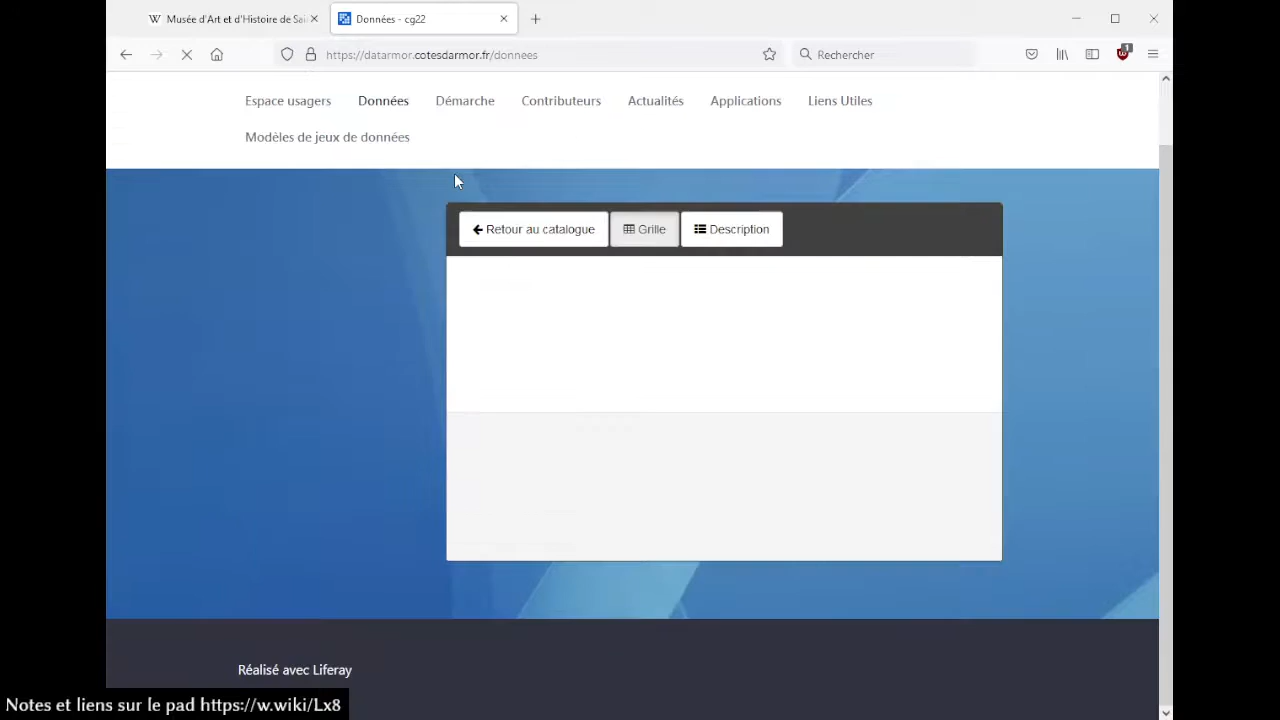 Musée d'Art et d'Histoire de Sai
Données - cg22
https://datarmor.cotesdarmor.fr/donnees
Rechercher
1
Espace usagers Données Démarche Contributeurs Actualités Applications Liens Utiles
Modèles de jeux de données
Retour au catalogue Grille Description
Réalisé avec Liferay
Notes et liens sur le pad https://w.wiki/Lx8